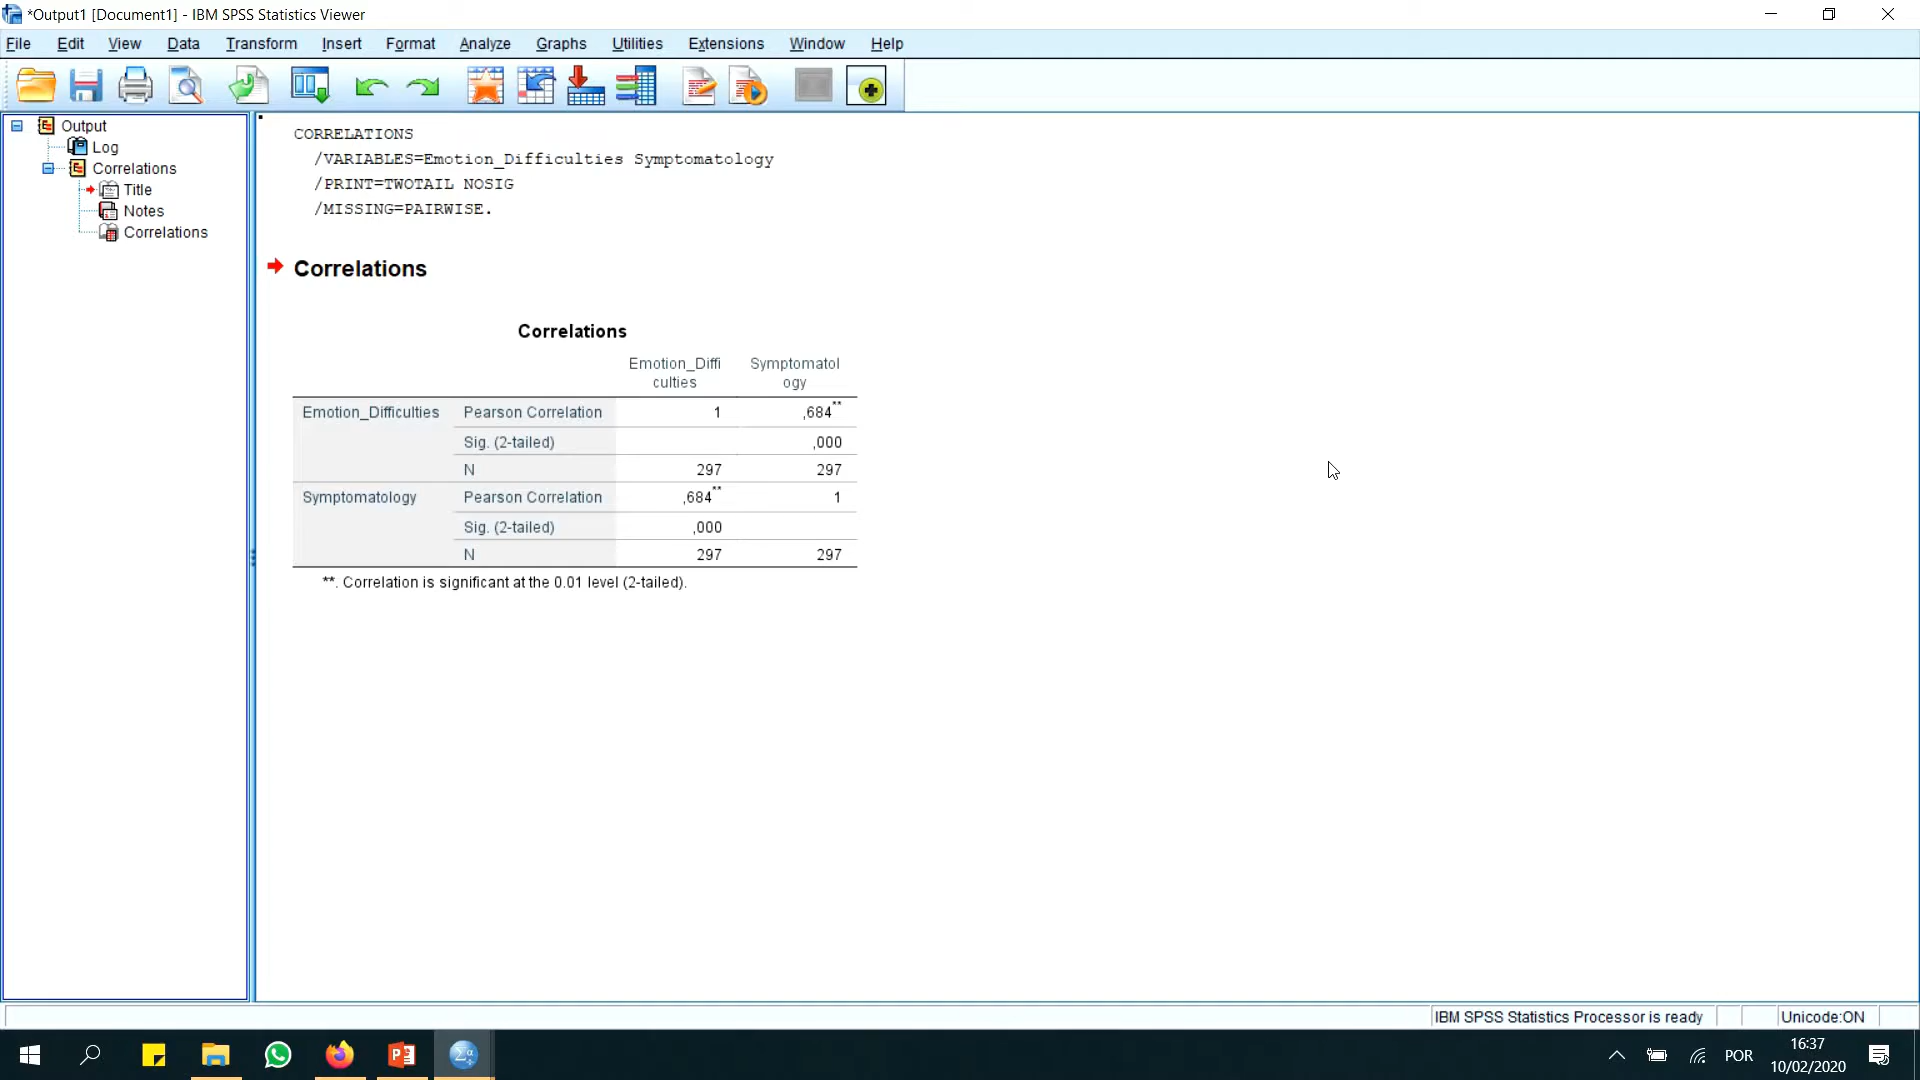 *Output1 [Document1] - IBM SPSS Statistics Viewer
File Edit View Data Transform Insert Format Analyze Graphs Utilities Extensions Window Help
Output
Log
Correlations
Title
Notes
Correlations
CORRELATIONS
/VARIABLES=Emotion_Difficulties Symptomatology
/PRINT=TWOTAIL NOSIG
/MISSING=PAIRWISE.
Correlations
Correlations
Emotion_Diffi Symptomatol
culties ogy
Emotion_Difficulties Pearson Correlation 1 ,684**
Sig. (2-tailed) ,000
N 297 297
Symptomatology Pearson Correlation ,684** 1
Sig. (2-tailed) ,000
N 297 297
**. Correlation is significant at the 0.01 level (2-tailed).
IBM SPSS Statistics Processor is ready Unicode:ON
POR 16:37
10/02/2020